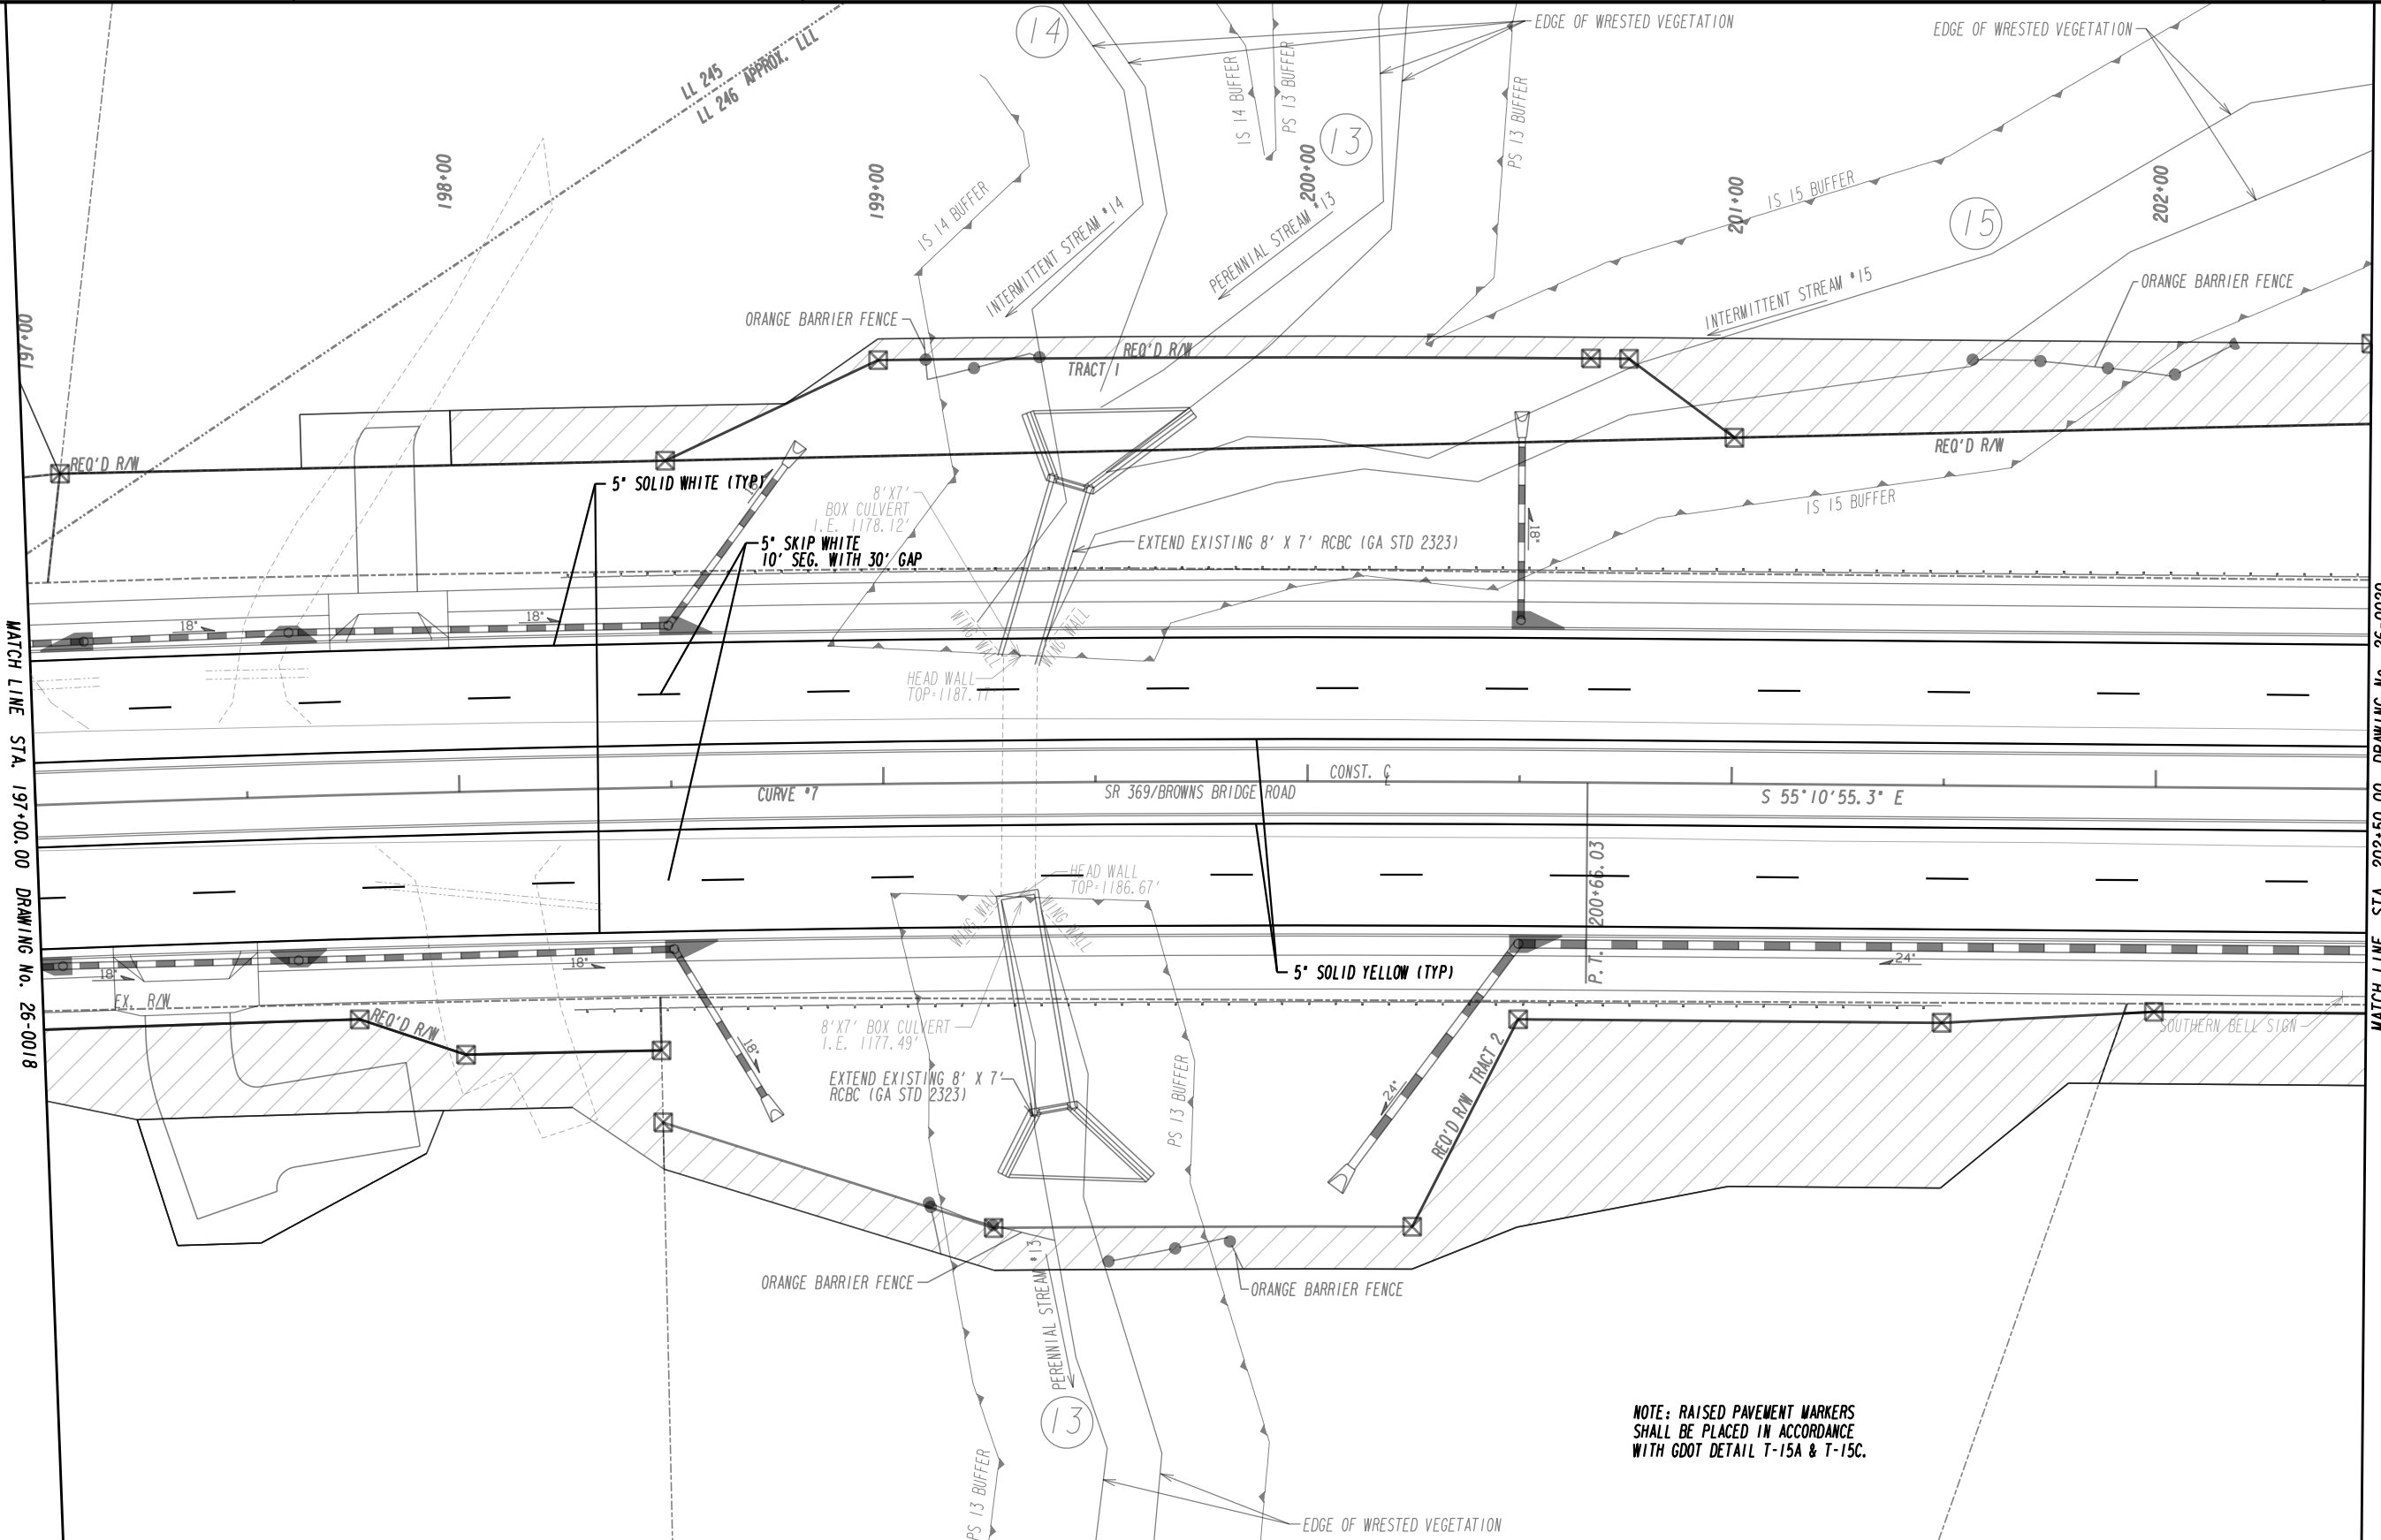 14
EDGE OF WRESTED VEGETATION
EDGE OF WRESTED VEGETATION
LL 245
LL 246 APPROX. LLL
IS 14 BUFFER
PS 13 BUFFER
PS 13 BUFFER
13
198+00
199+00
200+00
201+00
202+00
197+00
IS 14 BUFFER
INTERMITTENT STREAM #14
PERENNIAL STREAM #13
IS 15 BUFFER
15
INTERMITTENT STREAM #15
ORANGE BARRIER FENCE
ORANGE BARRIER FENCE
REQ'D R/W
TRACT 1
REQ'D R/W
REQ'D R/W
5" SOLID WHITE (TYP)
8'X7'
BOX CULVERT
I.E. 1178.12'
5" SKIP WHITE
10' SEG. WITH 30' GAP
EXTEND EXISTING 8' X 7' RCBC (GA STD 2323)
IS 15 BUFFER
18"
18"
18"
WING WALL
WING WALL
HEAD WALL
TOP=1187.17'
MATCH LINE STA. 197+00.00 DRAWING No. 26-0018
CONST. ℄
CURVE #7
SR 369/BROWNS BRIDGE ROAD
S 55°10'55.3" E
P.T. 200+66.03
HEAD WALL
TOP=1186.67'
WING WALL
WING WALL
5" SOLID YELLOW (TYP)
18"
18"
24"
EX. R/W
REQ'D R/W
8'X7' BOX CULVERT
I.E. 1177.49'
SOUTHERN BELL SIGN
18"
24"
EXTEND EXISTING 8' X 7'
RCBC (GA STD 2323)
PS 13 BUFFER
REQ'D R/W TRACT 2
ORANGE BARRIER FENCE
ORANGE BARRIER FENCE
PERENNIAL STREAM #13
13
PS 13 BUFFER
NOTE: RAISED PAVEMENT MARKERS
SHALL BE PLACED IN ACCORDANCE
WITH GDOT DETAIL T-15A & T-15C.
EDGE OF WRESTED VEGETATION